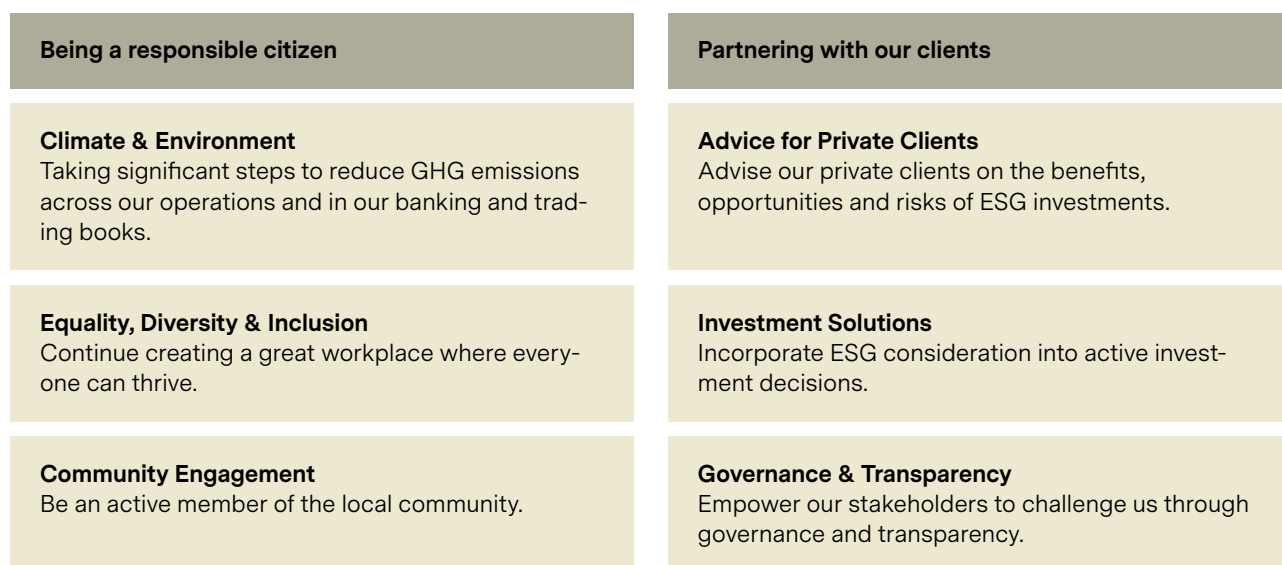 Being a responsible citizen
Climate & Environment
Taking significant steps to reduce GHG emissions
across our operations and in our banking and trad-
ing books.
Equality, Diversity & Inclusion
Continue creating a great workplace where every-
one can thrive.
Community Engagement
Be an active member of the local community.
Partnering with our clients
Advice for Private Clients
Advise our private clients on the benefits,
opportunities and risks of ESG investments.
Investment Solutions
Incorporate ESG consideration into active invest-
ment decisions.
Governance & Transparency
Empower our stakeholders to challenge us through
governance and transparency.